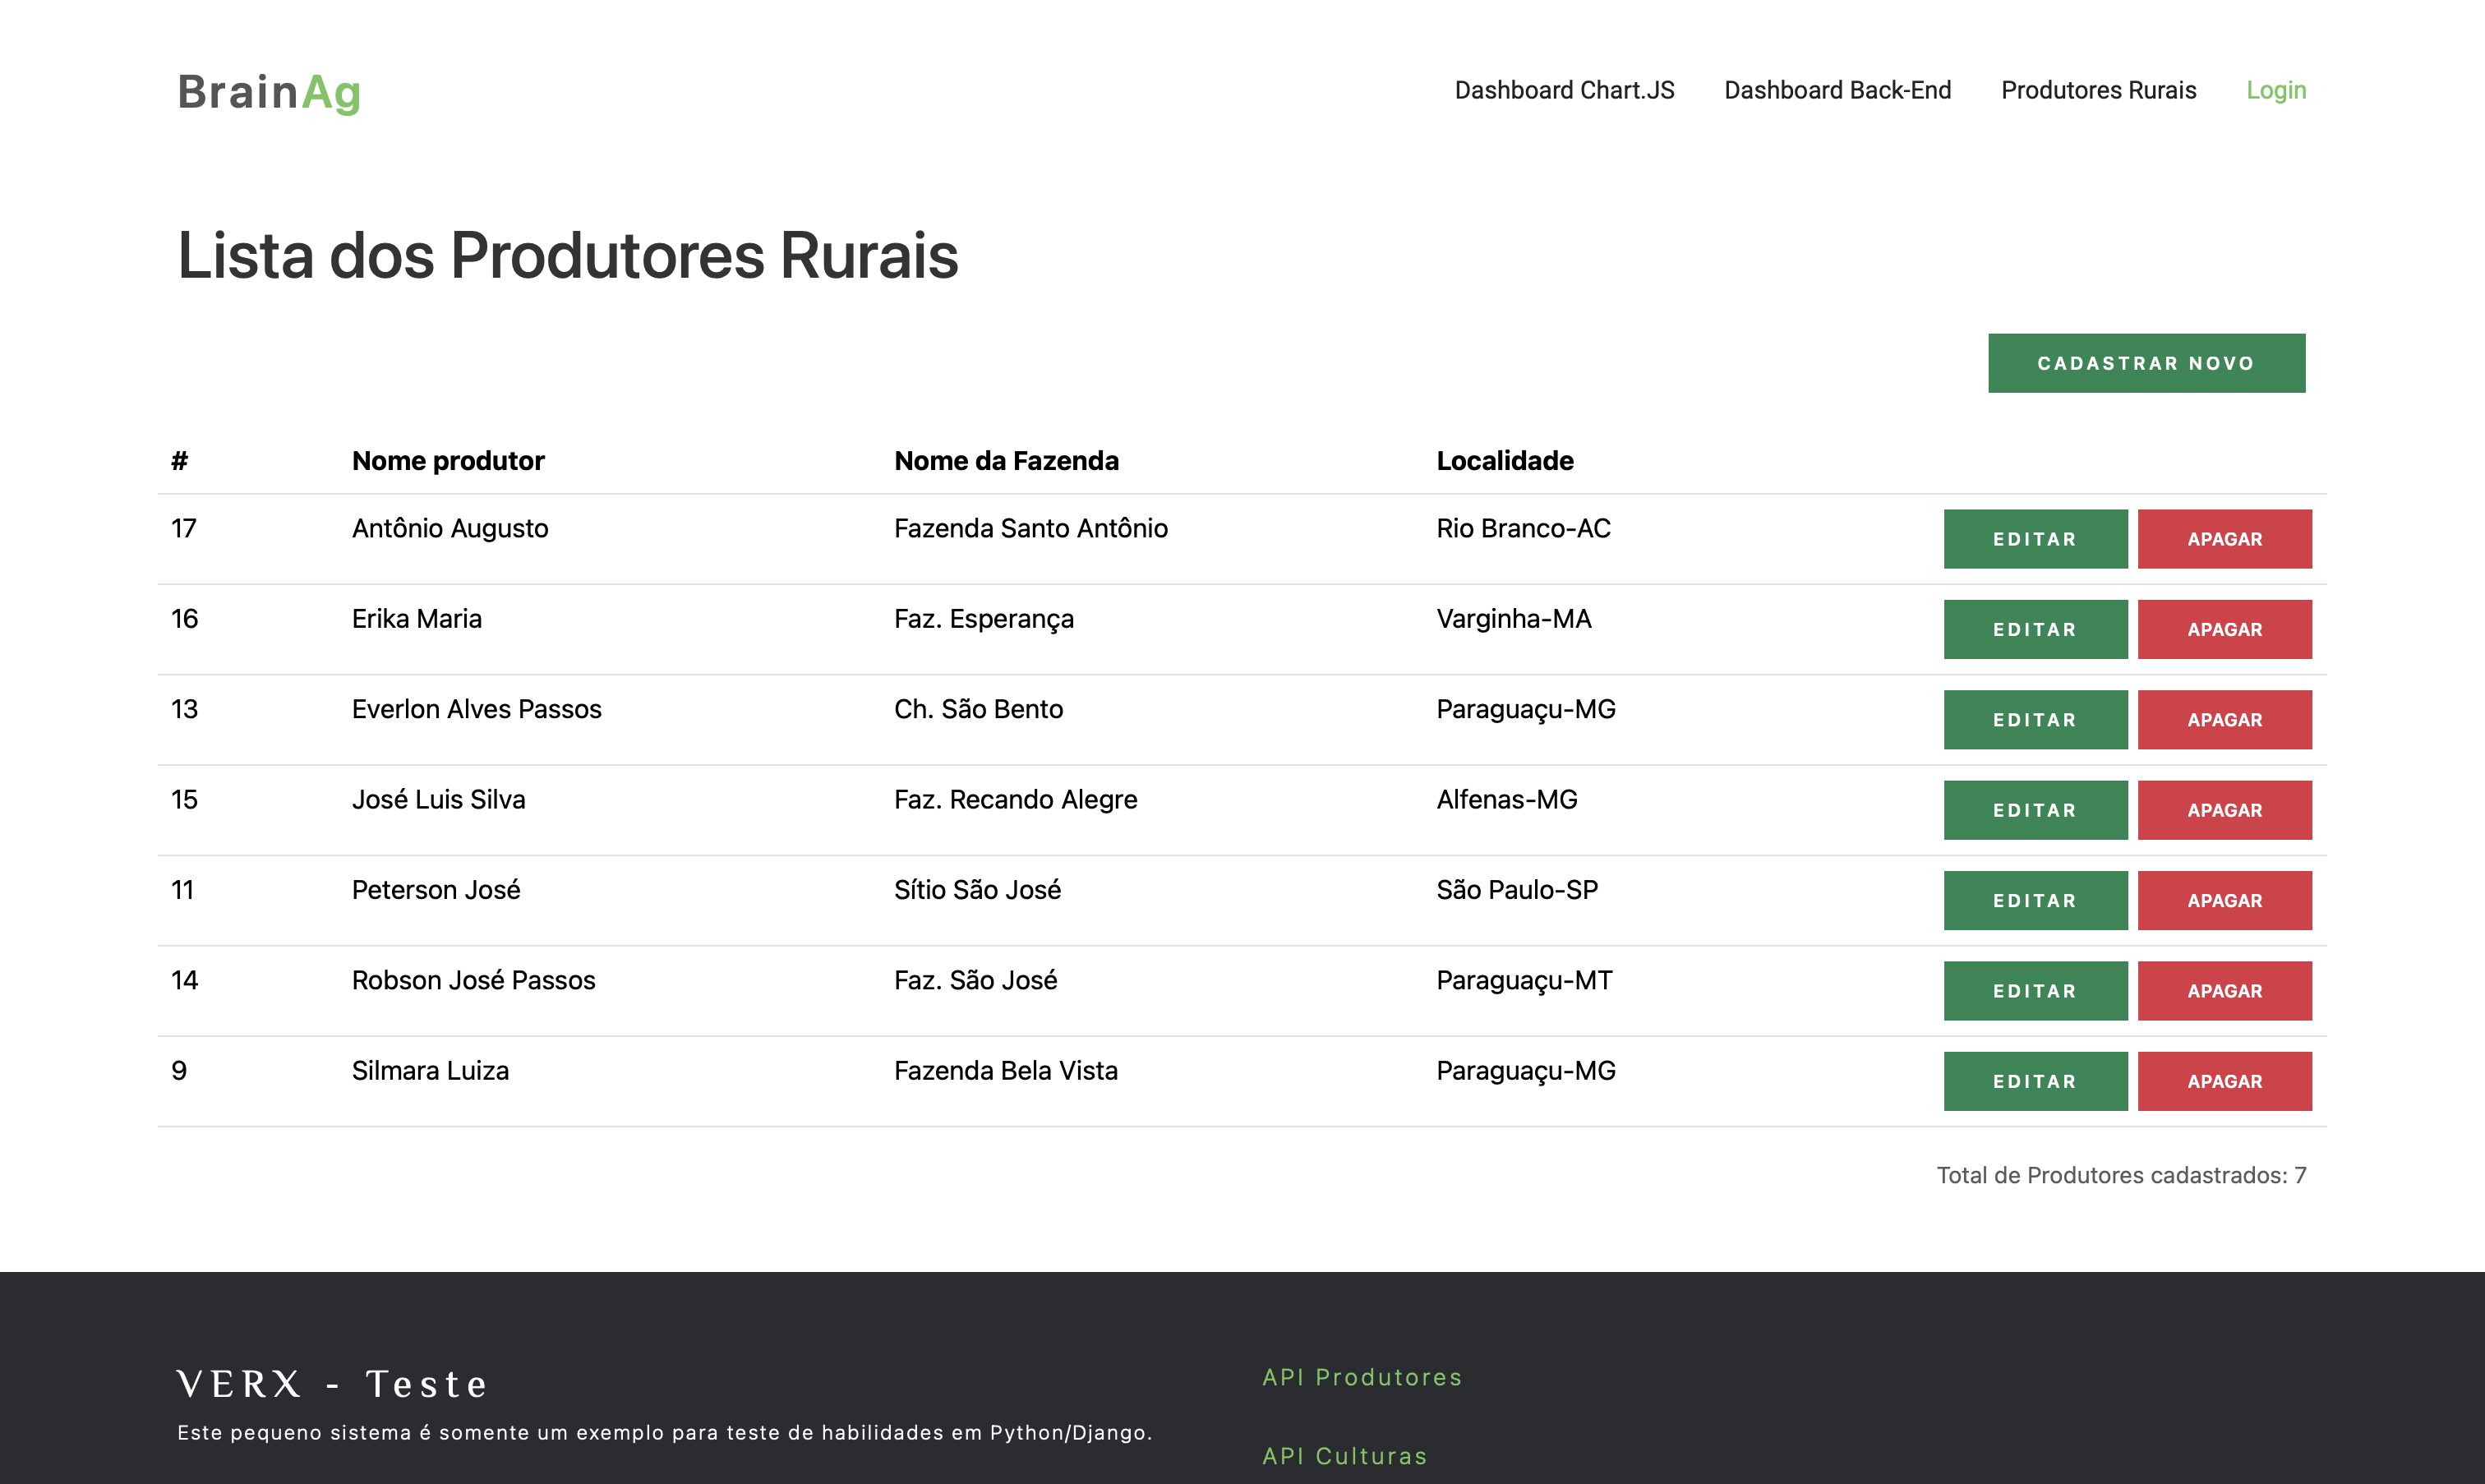 BrainAg
Dashboard Chart.JS Dashboard Back-End Produtores Rurais Login
Lista dos Produtores Rurais
CADASTRAR NOVO
# Nome produtor Nome da Fazenda Localidade
17 Antônio Augusto Fazenda Santo Antônio Rio Branco-AC EDITAR APAGAR
16 Erika Maria Faz. Esperança Varginha-MA EDITAR APAGAR
13 Everlon Alves Passos Ch. São Bento Paraguaçu-MG EDITAR APAGAR
15 José Luis Silva Faz. Recando Alegre Alfenas-MG EDITAR APAGAR
11 Peterson José Sítio São José São Paulo-SP EDITAR APAGAR
14 Robson José Passos Faz. São José Paraguaçu-MT EDITAR APAGAR
9 Silmara Luiza Fazenda Bela Vista Paraguaçu-MG EDITAR APAGAR
Total de Produtores cadastrados: 7
VERX - Teste
Este pequeno sistema é somente um exemplo para teste de habilidades em Python/Django.
API Produtores
API Culturas